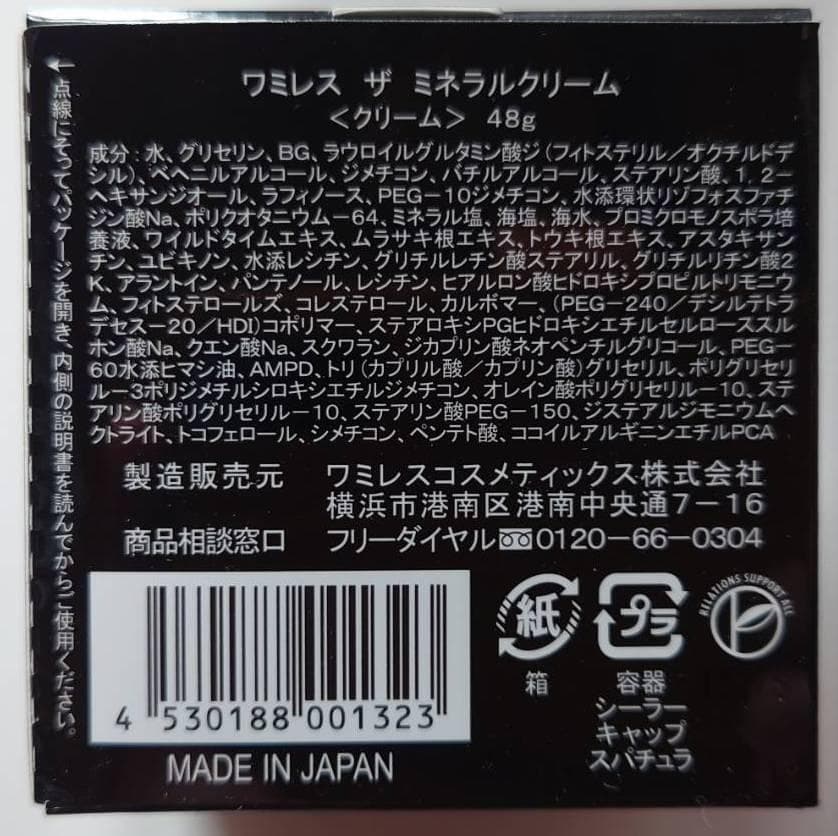 ←点線にそってパッケージを開き、内側の説明書を読んでからご使用ください。
ワミレス ザ ミネラルクリーム
＜クリーム＞ 48g
成分：水、グリセリン、BG、ラウロイルグルタミン酸ジ（フィトステリル／オクチルドデ
シル）、ベヘニルアルコール、ジメチコン、バチルアルコール、ステアリン酸、1，2－
ヘキサンジオール、ラフィノース、PEG－10ジメチコン、水添環状リゾフォスファチ
ジン酸Na、ポリクオタニウム－64、ミネラル塩、海塩、海水、プロミクロモノスポラ培
養液、ワイルドタイムエキス、ムラサキ根エキス、トウキ根エキス、アスタキサン
チン、ユビキノン、水添レシチン、グリチルレチン酸ステアリル、グリチルリチン酸2
K、アラントイン、パンテノール、レシチン、ヒアルロン酸ヒドロキシプロピルトリモニウ
ム、フィトステロールズ、コレステロール、カルボマー、（PEG－240／デシルテトラ
デセス－20／HDI）コポリマー、ステアロキシPGヒドロキシエチルセルローススル
ホン酸Na、クエン酸Na、スクワラン、ジカプリン酸ネオペンチルグリコール、PEG－
60水添ヒマシ油、AMPD、トリ（カプリル酸／カプリン酸）グリセリル、ポリグリセリ
ル－3ポリジメチルシロキシエチルジメチコン、オレイン酸ポリグリセリル－10、ステ
アリン酸ポリグリセリル－10、ステアリン酸PEG－150、ジステアルジモニウムヘ
クトライト、トコフェロール、シメチコン、ペンテト酸、ココイルアルギニンエチルPCA
製造販売元 ワミレスコスメティックス株式会社
横浜市港南区港南中央通7－16
商品相談窓口 フリーダイヤル0120－66－0304
紙
プラ
RELATIONS SUPPORT ALL
箱
容器
シーラー
キャップ
スパチュラ
4 530188 001323
MADE IN JAPAN